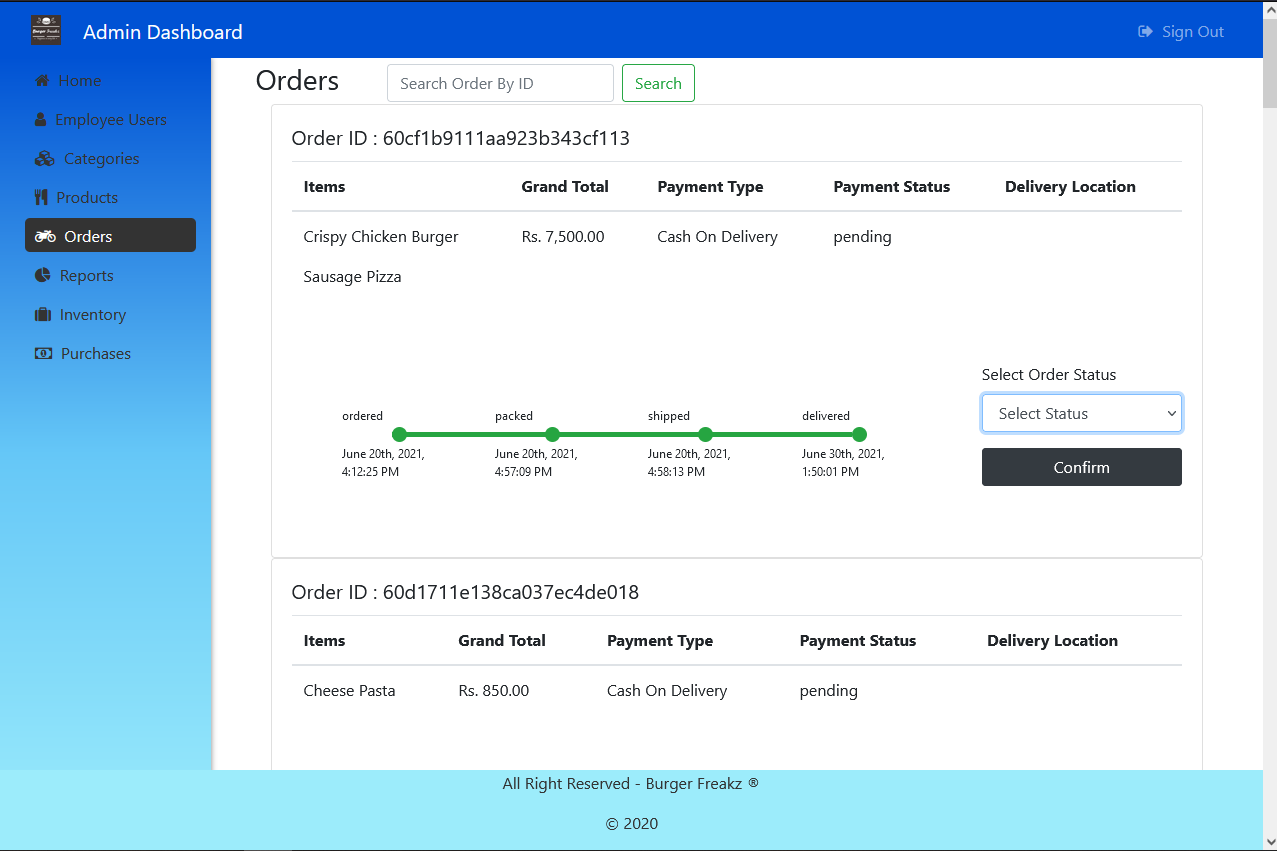 Burger Freakz
Admin Dashboard
Sign Out
Home
Employee Users
Categories
Products
Orders
Reports
Inventory
Purchases
Orders
Search Order By ID
Search
Order ID : 60cf1b9111aa923b343cf113
Items Grand Total Payment Type Payment Status Delivery Location
Crispy Chicken Burger Rs. 7,500.00 Cash On Delivery pending
Sausage Pizza
Select Order Status
Select Status
Confirm
ordered packed shipped delivered
June 20th, 2021, June 20th, 2021, June 20th, 2021, June 30th, 2021,
4:12:25 PM 4:57:09 PM 4:58:13 PM 1:50:01 PM
Order ID : 60d1711e138ca037ec4de018
Items Grand Total Payment Type Payment Status Delivery Location
Cheese Pasta Rs. 850.00 Cash On Delivery pending
All Right Reserved - Burger Freakz ®
© 2020